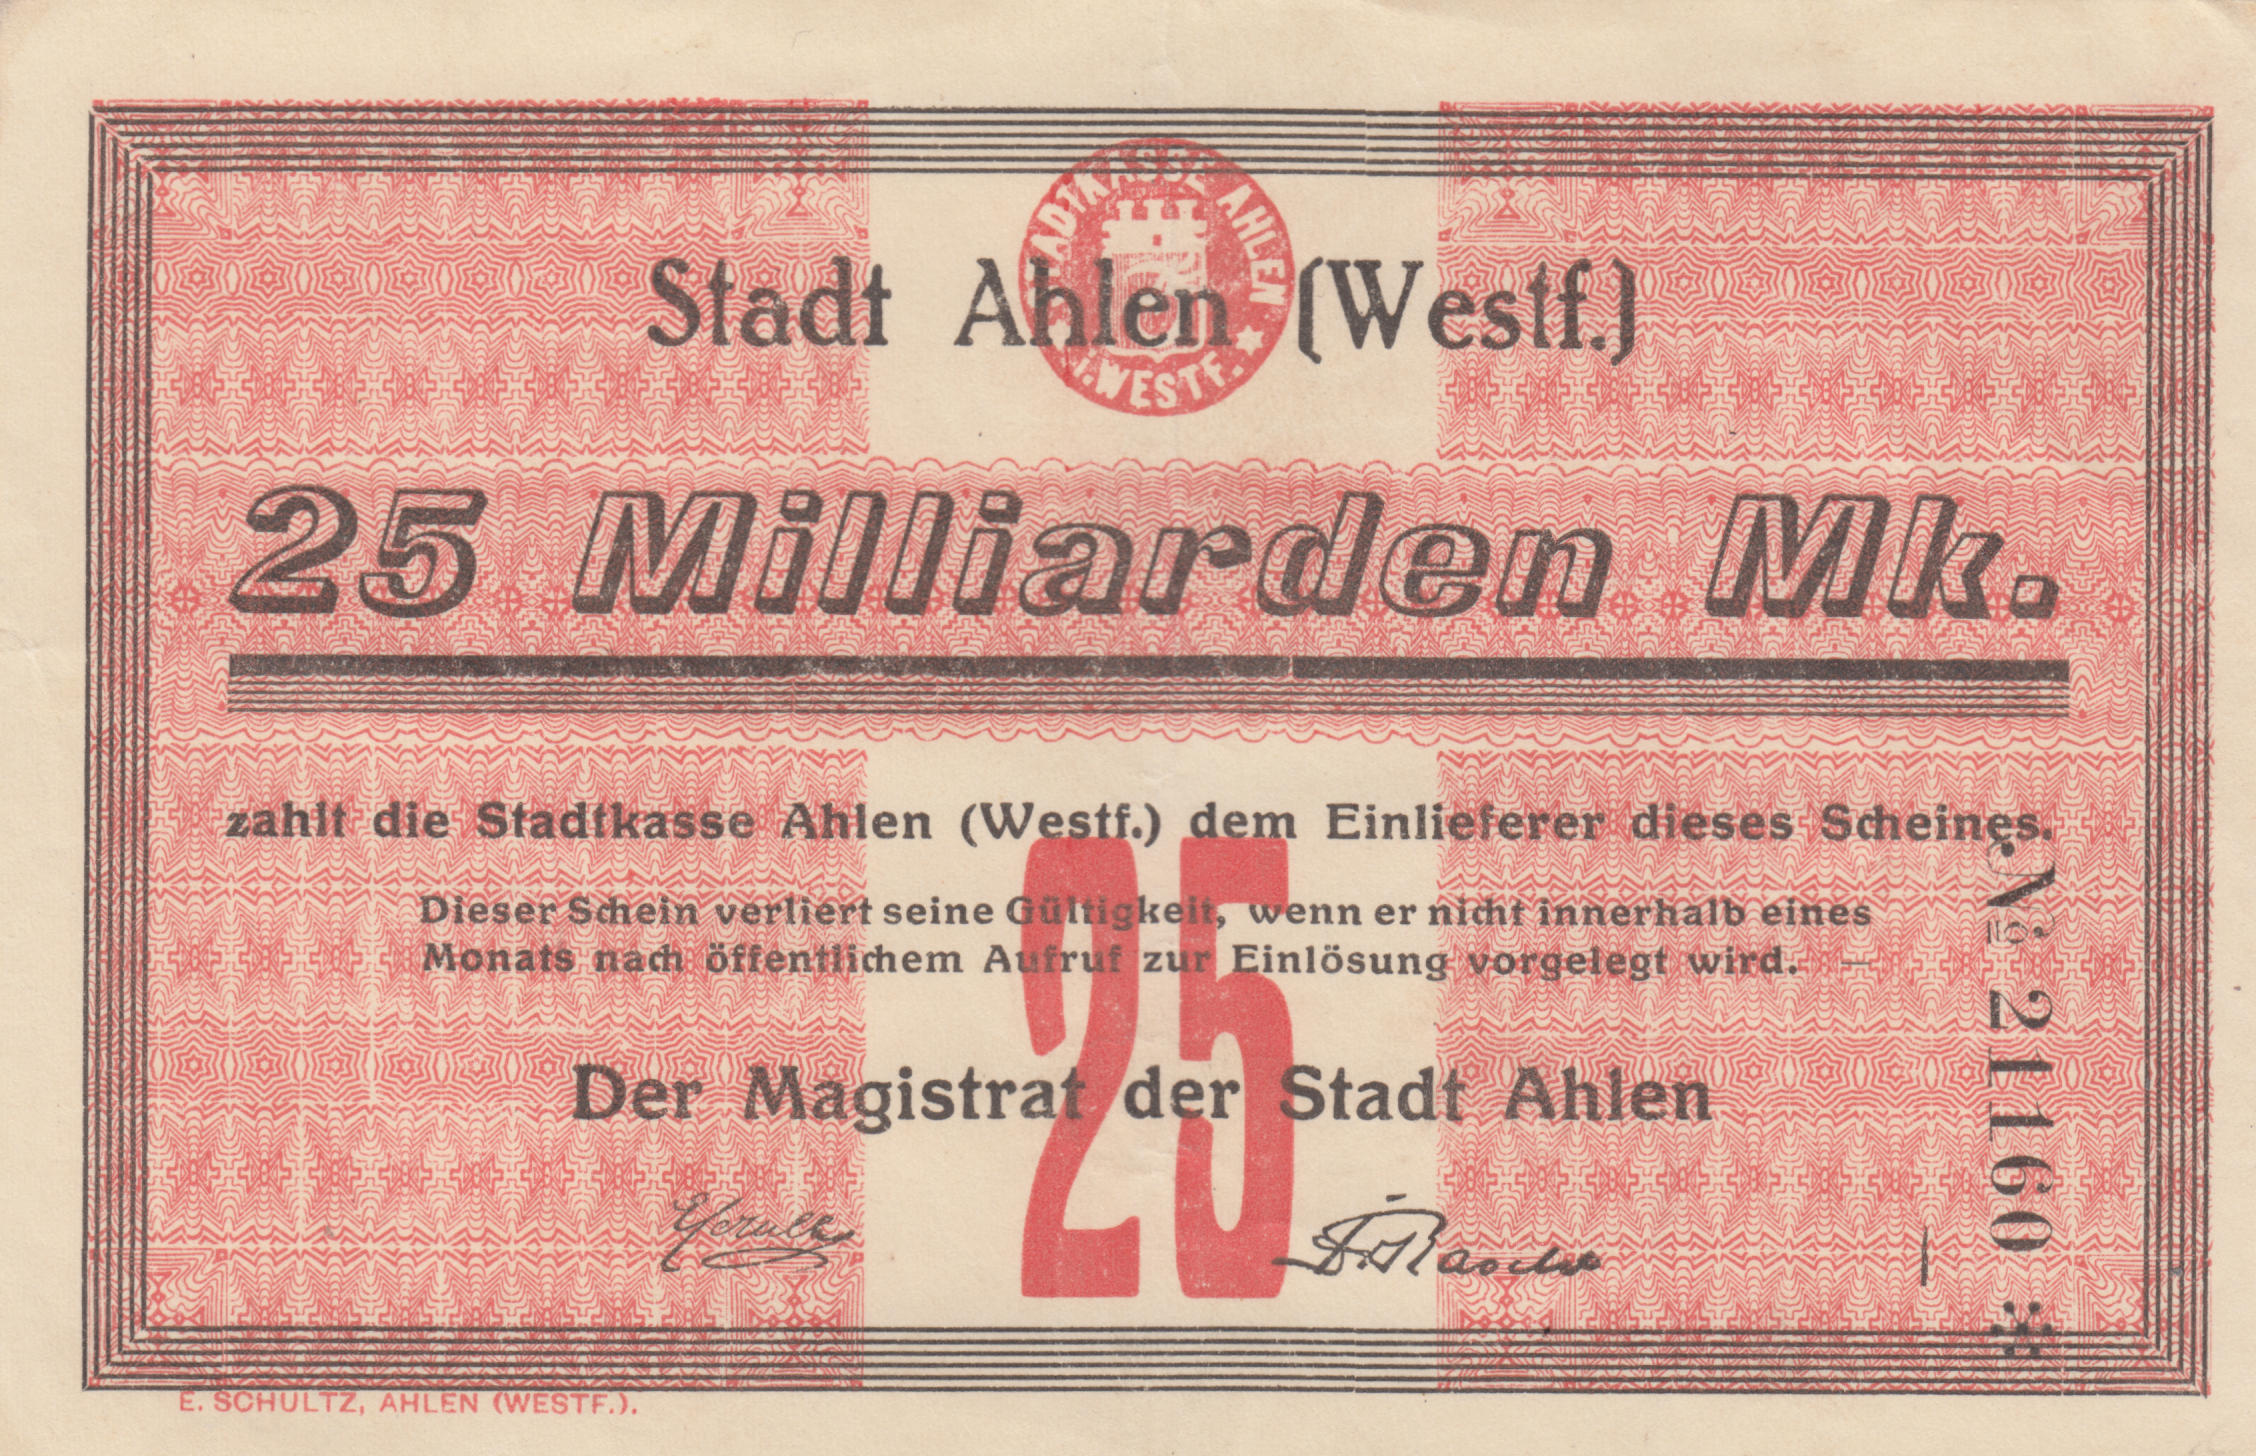 STADTKASSE AHLEN
i. WESTF.
Stadt Ahlen (Westf.)
25 Milliarden Mk.
zahlt die Stadtkasse Ahlen (Westf.) dem Einlieferer dieses Scheines.
Dieser Schein verliert seine Gültigkeit, wenn er nicht innerhalb eines
Monats nach öffentlichem Aufruf zur Einlösung vorgelegt wird. —
25
Der Magistrat der Stadt Ahlen
№ 21160 *
E. SCHULTZ, AHLEN (WESTF.).